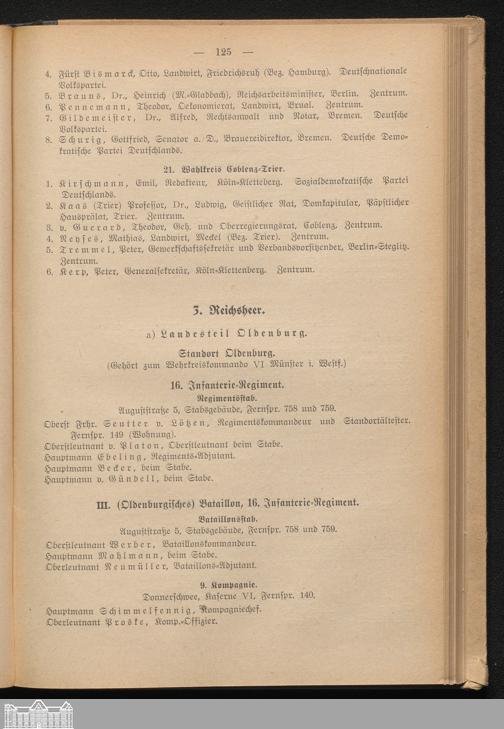 — 125 —
4. Fürst Bismarck, Otto, Landwirt, Friedrichsruh (Bez. Hamburg). Deutschnationale
Volkspartei.
5. Brauns, Dr., Heinrich (M.-Gladbach), Reichsarbeitsminister, Berlin. Zentrum.
6. Pennemann, Theodor, Oekonomierat, Landwirt, Brual. Zentrum.
7. Gildemeister, Dr., Alfred, Rechtsanwalt und Notar, Bremen. Deutsche
Volkspartei.
8. Schurig, Gottfried, Senator a. D., Brauereidirektor, Bremen. Deutsche Demo-
kratische Partei Deutschlands.
21. Wahlkreis Coblenz-Trier.
1. Kirschmann, Emil, Redakteur, Köln-Kletteberg. Sozialdemokratische Partei
Deutschlands.
2. Kaas (Trier) Professor, Dr., Ludwig, Geistlicher Rat, Domkapitular, Päpstlicher
Hausprälat, Trier. Zentrum.
3. v. Guerard, Theodor, Geh. und Oberregierungsrat, Coblenz. Zentrum.
4. Neyses, Mathias, Landwirt, Meckel (Bez. Trier). Zentrum.
5. Tremmel, Peter, Gewerkschaftssekretär und Verbandsvorsitzender, Berlin-Steglitz.
Zentrum.
6. Kerp, Peter, Generalsekretär, Köln-Klettenberg. Zentrum.
3. Reichsheer.
a) Landesteil Oldenburg.
Standort Oldenburg.
(Gehört zum Wehrkreiskommando VI Münster i. Westf.)
16. Infanterie-Regiment.
Regimentsstab.
Auguststraße 5, Stabsgebäude, Fernspr. 758 und 759.
Oberst Frhr. Seutter v. Lötzen, Regimentskommandeur und Standortältester.
Fernspr. 149 (Wohnung).
Oberstleutnant v. Platon, Oberstleutnant beim Stabe.
Hauptmann Ebeling, Regiments-Adjutant.
Hauptmann Becker, beim Stabe.
Hauptmann v. Gündell, beim Stabe.
III. (Oldenburgisches) Bataillon, 16. Infanterie-Regiment.
Bataillonsstab.
Auguststraße 5, Stabsgebäude, Fernspr. 758 und 759.
Oberstleutnant Werber, Bataillonskommandeur.
Hauptmann Mahlmann, beim Stabe.
Oberleutnant Neumüller, Bataillons-Adjutant.
9. Kompagnie.
Donnerschwee, Kaserne VI, Fernspr. 140.
Hauptmann Schimmelfennig, Kompagniechef.
Oberleutnant Proske, Komp.-Offizier.